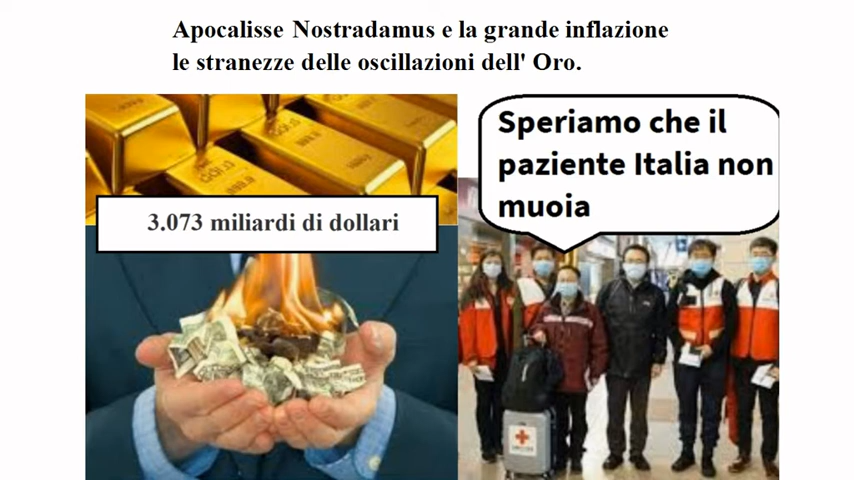 Apocalisse Nostradamus e la grande inflazione
le stranezze delle oscillazioni dell' Oro.
Speriamo che il
paziente Italia non
muoia
3.073 miliardi di dollari